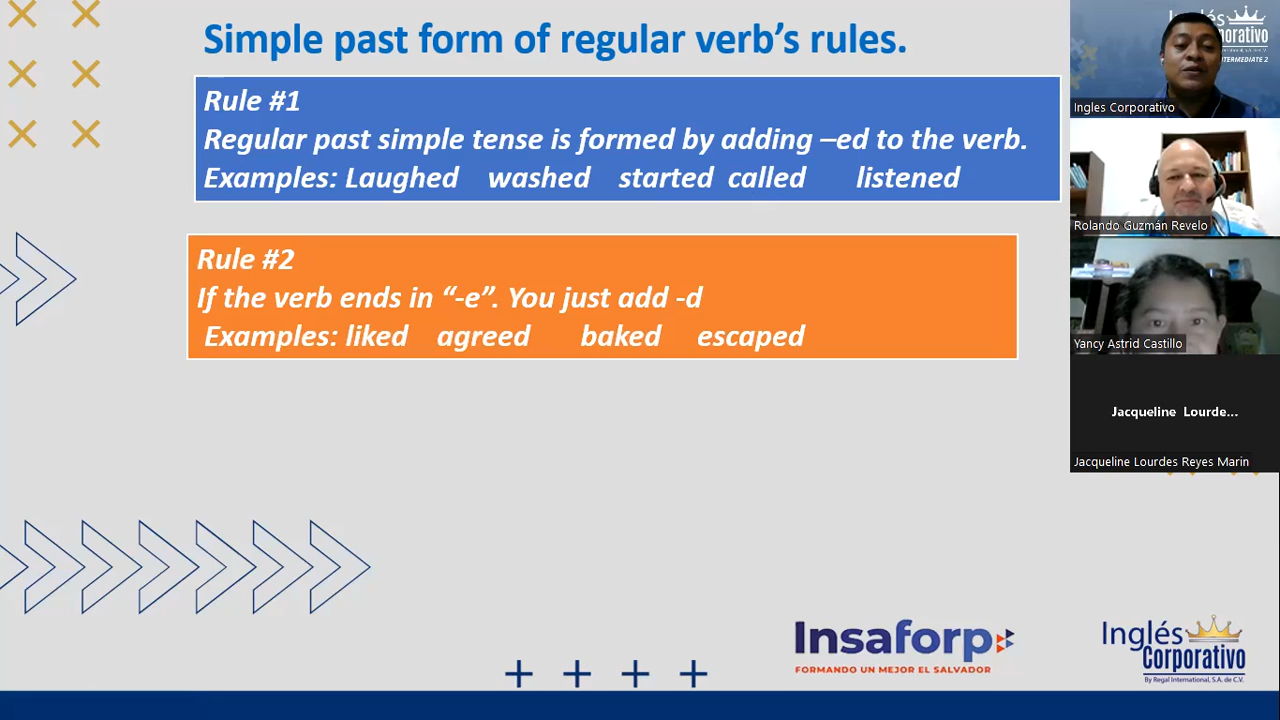 Simple past form of regular verb's rules.
Rule #1
Regular past simple tense is formed by adding –ed to the verb.
Examples: Laughed washed started called listened
Rule #2
If the verb ends in “-e”. You just add -d
Examples: liked agreed baked escaped
Insaforp
FORMANDO UN MEJOR EL SALVADOR
Inglés
Corporativo
By Regal International, S.A. de C.V.
INTERMEDIATE 2
Ingles Corporativo
Rolando Guzmán Revelo
Yancy Astrid Castillo
Jacqueline Lourde...
Jacqueline Lourdes Reyes Marin